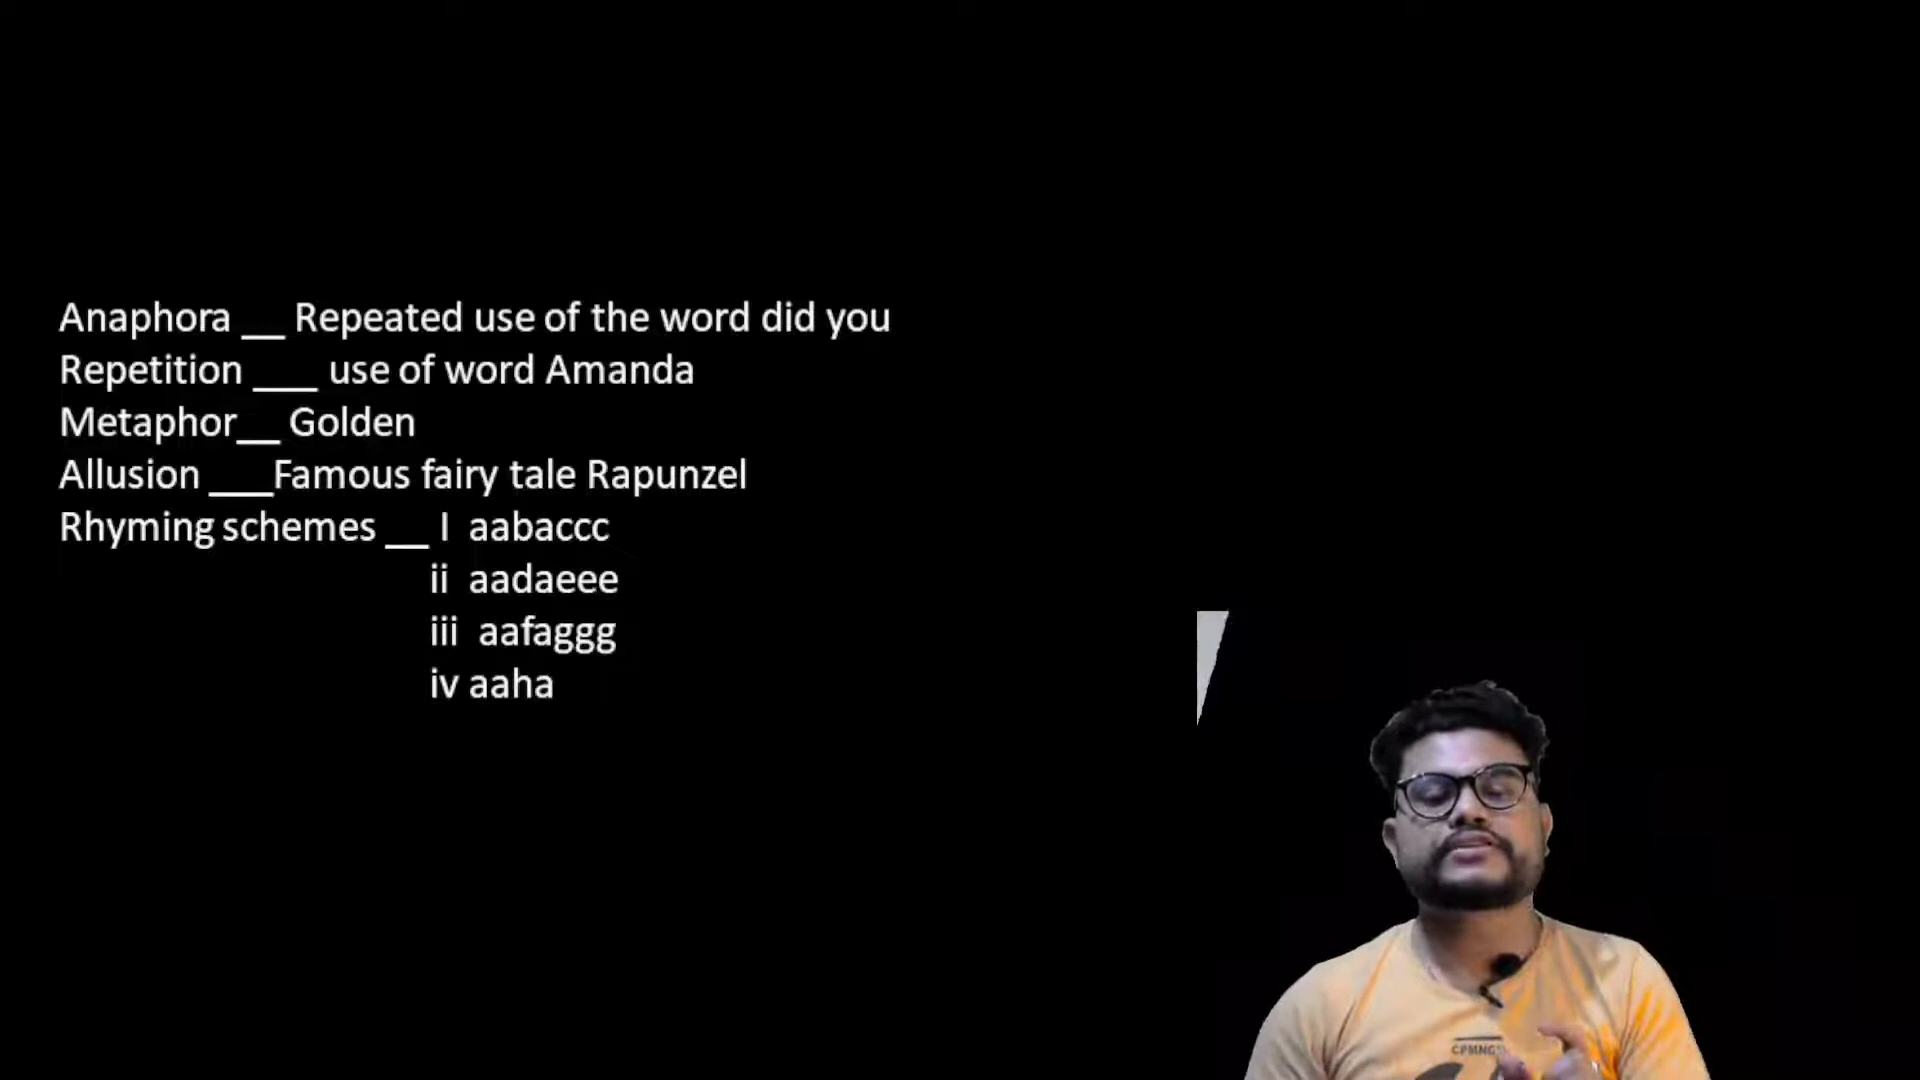 Anaphora __ Repeated use of the word did you
Repetition ___ use of word Amanda
Metaphor__ Golden
Allusion ___Famous fairy tale Rapunzel
Rhyming schemes __ I aabaccc
ii aadaeee
iii aafaggg
iv aaha